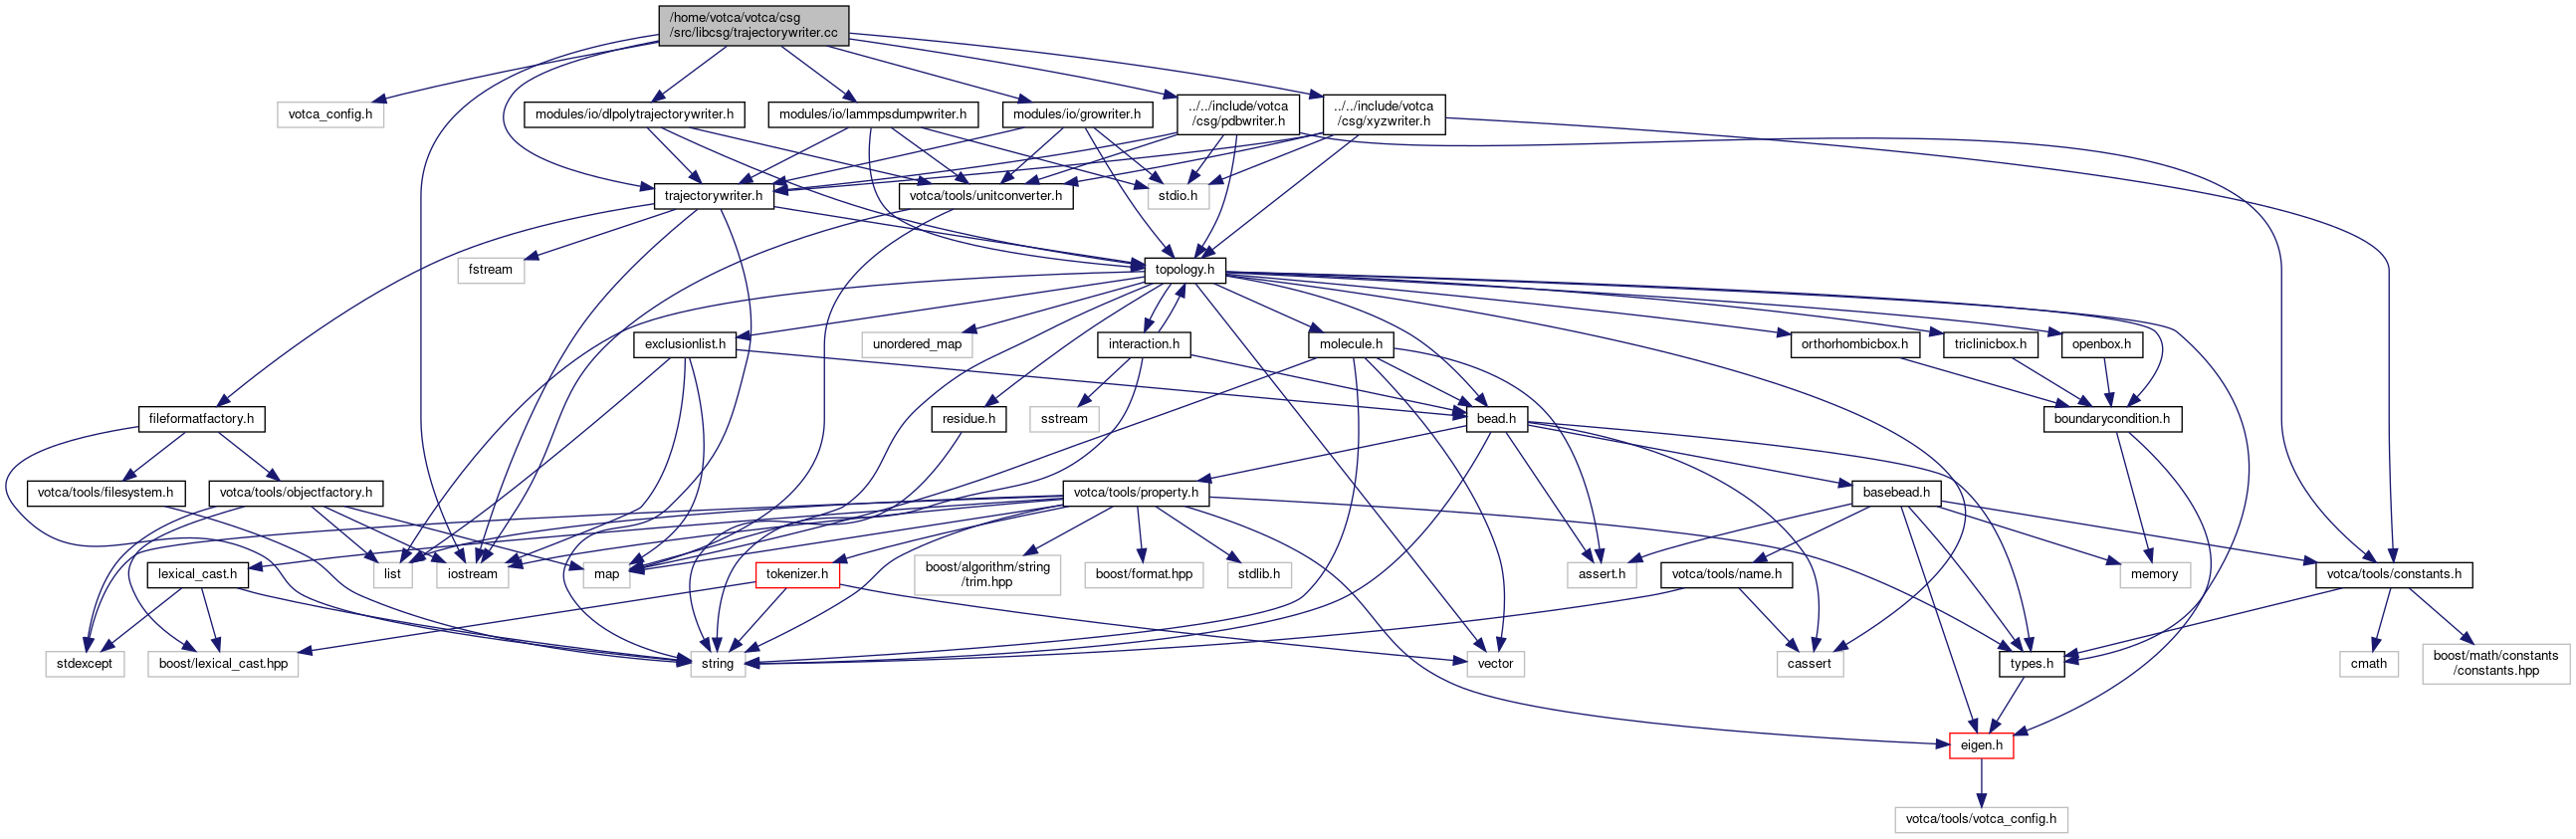 /home/votca/votca/csg
/src/libcsg/trajectorywriter.cc
votca_config.h
modules/io/dlpolytrajectorywriter.h
modules/io/lammpsdumpwriter.h
modules/io/growriter.h
../../include/votca
/csg/pdbwriter.h
../../include/votca
/csg/xyzwriter.h
trajectorywriter.h
votca/tools/unitconverter.h
stdio.h
fstream
topology.h
exclusionlist.h
unordered_map
interaction.h
molecule.h
orthorhombicbox.h
triclinicbox.h
openbox.h
fileformatfactory.h
residue.h
sstream
bead.h
boundarycondition.h
votca/tools/filesystem.h
votca/tools/objectfactory.h
votca/tools/property.h
basebead.h
lexical_cast.h
list
iostream
map
tokenizer.h
boost/algorithm/string
/trim.hpp
boost/format.hpp
stdlib.h
assert.h
votca/tools/name.h
memory
votca/tools/constants.h
stdexcept
boost/lexical_cast.hpp
string
vector
cassert
types.h
cmath
boost/math/constants
/constants.hpp
eigen.h
votca/tools/votca_config.h